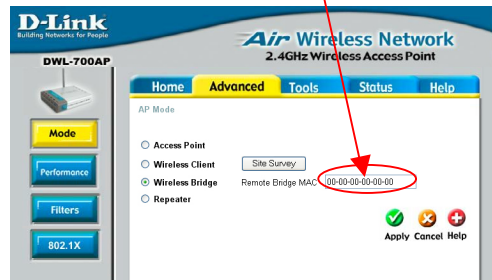 D-Link
Building Networks for People
Air Wireless Network
2.4GHz Wireless Access Point
DWL-700AP
Home Advanced Tools Status Help
AP Mode
Mode
Access Point
Wireless Client Site Survey
Performance
Wireless Bridge Remote Bridge MAC 00-00-00-00-00-00
Repeater
Filters
Apply Cancel Help
802.1X